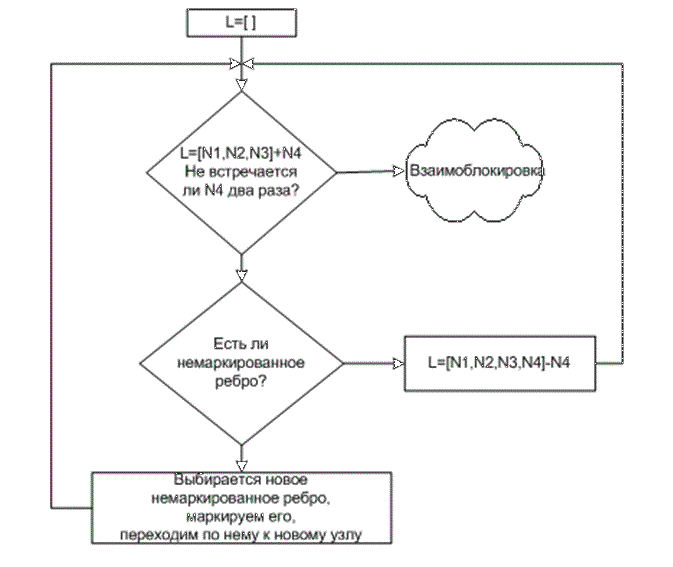 L=[ ]
L=[N1,N2,N3]+N4
Не встречается
ли N4 два раза?
Взаимоблокировка
Есть ли
немаркированное
ребро?
L=[N1,N2,N3,N4]-N4
Выбирается новое
немаркированное ребро,
маркируем его,
переходим по нему к новому узлу